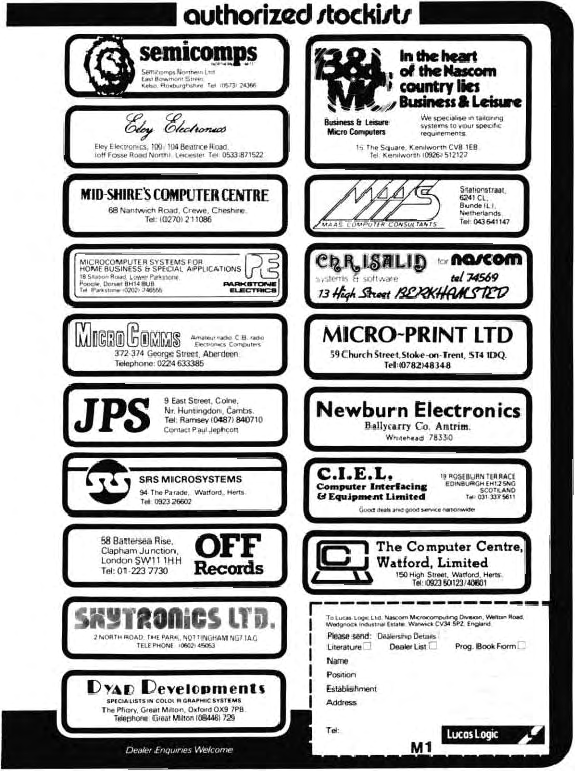 authorized stockists
semicomps
Semicomps Northern Ltd
East Bowmont Street
Kelso, Roxburghshire Tel: (0573) 24366
Eley Electronics
Eley Electronics, 100/104 Beatrice Road,
(off Fosse Road North), Leicester Tel: 0533 871522
MID-SHIRE'S COMPUTER CENTRE
68 Nantwich Road, Crewe, Cheshire.
Tel: (0270) 211086
MICROCOMPUTER SYSTEMS FOR
HOME BUSINESS & SPECIAL APPLICATIONS
18 Station Road, Lower Parkstone,
Poole, Dorset BH14 8UB
Tel (Parkstone) (0202) 746555
PE
PARKSTONE
ELECTRICS
MICROCOMMS
Amateur radio C.B. radio
Electronics Computers
372-374 George Street, Aberdeen.
Telephone: 0224 633385
JPS
9 East Street, Colne,
Nr. Huntingdon, Cambs.
Tel: Ramsey (0487) 840710
Contact Paul Jephcott
SRS
SRS MICROSYSTEMS
94 The Parade, Watford, Herts.
Tel: 0923 26602
58 Battersea Rise,
Clapham Junction,
London SW11 1HH
Tel: 01-223 7730
OFF
Records
SKYTRONICS LTD.
2 NORTH ROAD, THE PARK, NOTTINGHAM NG7 1AG
TELEPHONE (0602) 45053
DYAD Developments
SPECIALISTS IN COLOUR GRAPHIC SYSTEMS
The Priory, Great Milton, Oxford OX9 7PB.
Telephone: Great Milton (08446) 729
Dealer Enquiries Welcome
B&L MC
Business & Leisure
Micro Computers
In the heart
of the Nascom
country lies
Business & Leisure
We specialise in tailoring
systems to your specific
requirements.
15 The Square, Kenilworth CV8 1EB.
Tel: Kenilworth (0926) 512127
MAAS
MAAS COMPUTER CONSULTANTS
Stationstraat,
6241 CL,
Bunde (L),
Netherlands.
Tel: 043 641147
CHRISALID for nascom
systems & software tel 74569
13 High Street BERKHAMSTED
MICRO-PRINT LTD
59 Church Street, Stoke-on-Trent, ST4 1DQ.
Tel: (0782) 48348
Newburn Electronics
Ballycarry Co. Antrim.
Whitehead 78330
C.I.E.L.
Computer Interfacing
& Equipment Limited
19 ROSEBURN TERRACE
EDINBURGH EH12 5NG
SCOTLAND
Tel: 031 337 5611
Good deals and good service nationwide
The Computer Centre,
Watford, Limited
150 High Street, Watford, Herts.
Tel: 0923 50123/40601
To Lucas Logic Ltd, Nascom Microcomputing Division, Welton Road,
Wedgnock Industrial Estate, Warwick CV34 5PZ, England
Please send: Dealership Details
Literature Dealer List Prog. Book Form
Name
Position
Establishment
Address
Tel:
M1
Lucas Logic